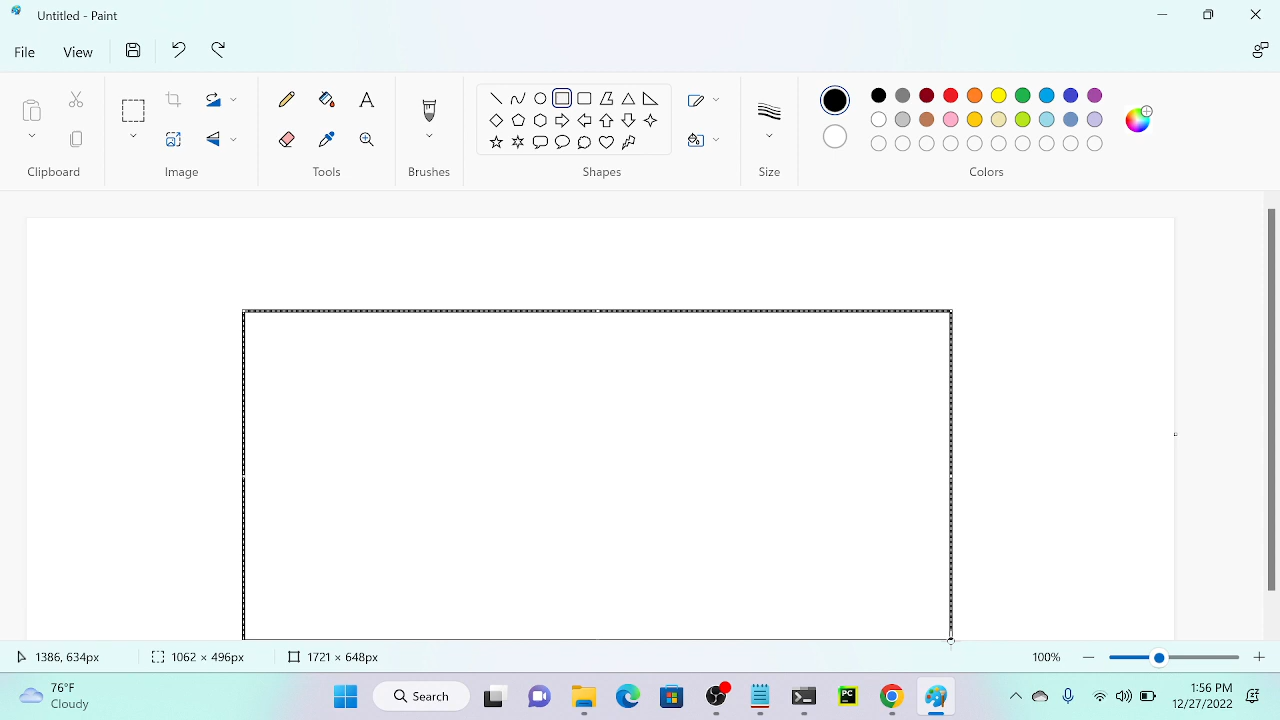 Untitled - Paint
File View
Clipboard Image Tools Brushes Shapes Size Colors
1386, 634px 1062 × 496px 1721 × 648px 100%
76°F
Cloudy
Search
PC
1:56 PM
12/27/2022